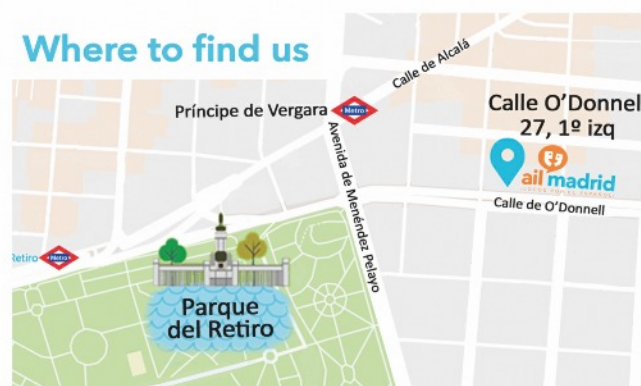 Where to find us
Calle de Alcalá
Príncipe de Vergara
Metro
Calle O'Donnell
27, 1º izq
ail madrid
Avenida de Menéndez Pelayo
Calle de O'Donnell
Retiro
Metro
Parque
del Retiro